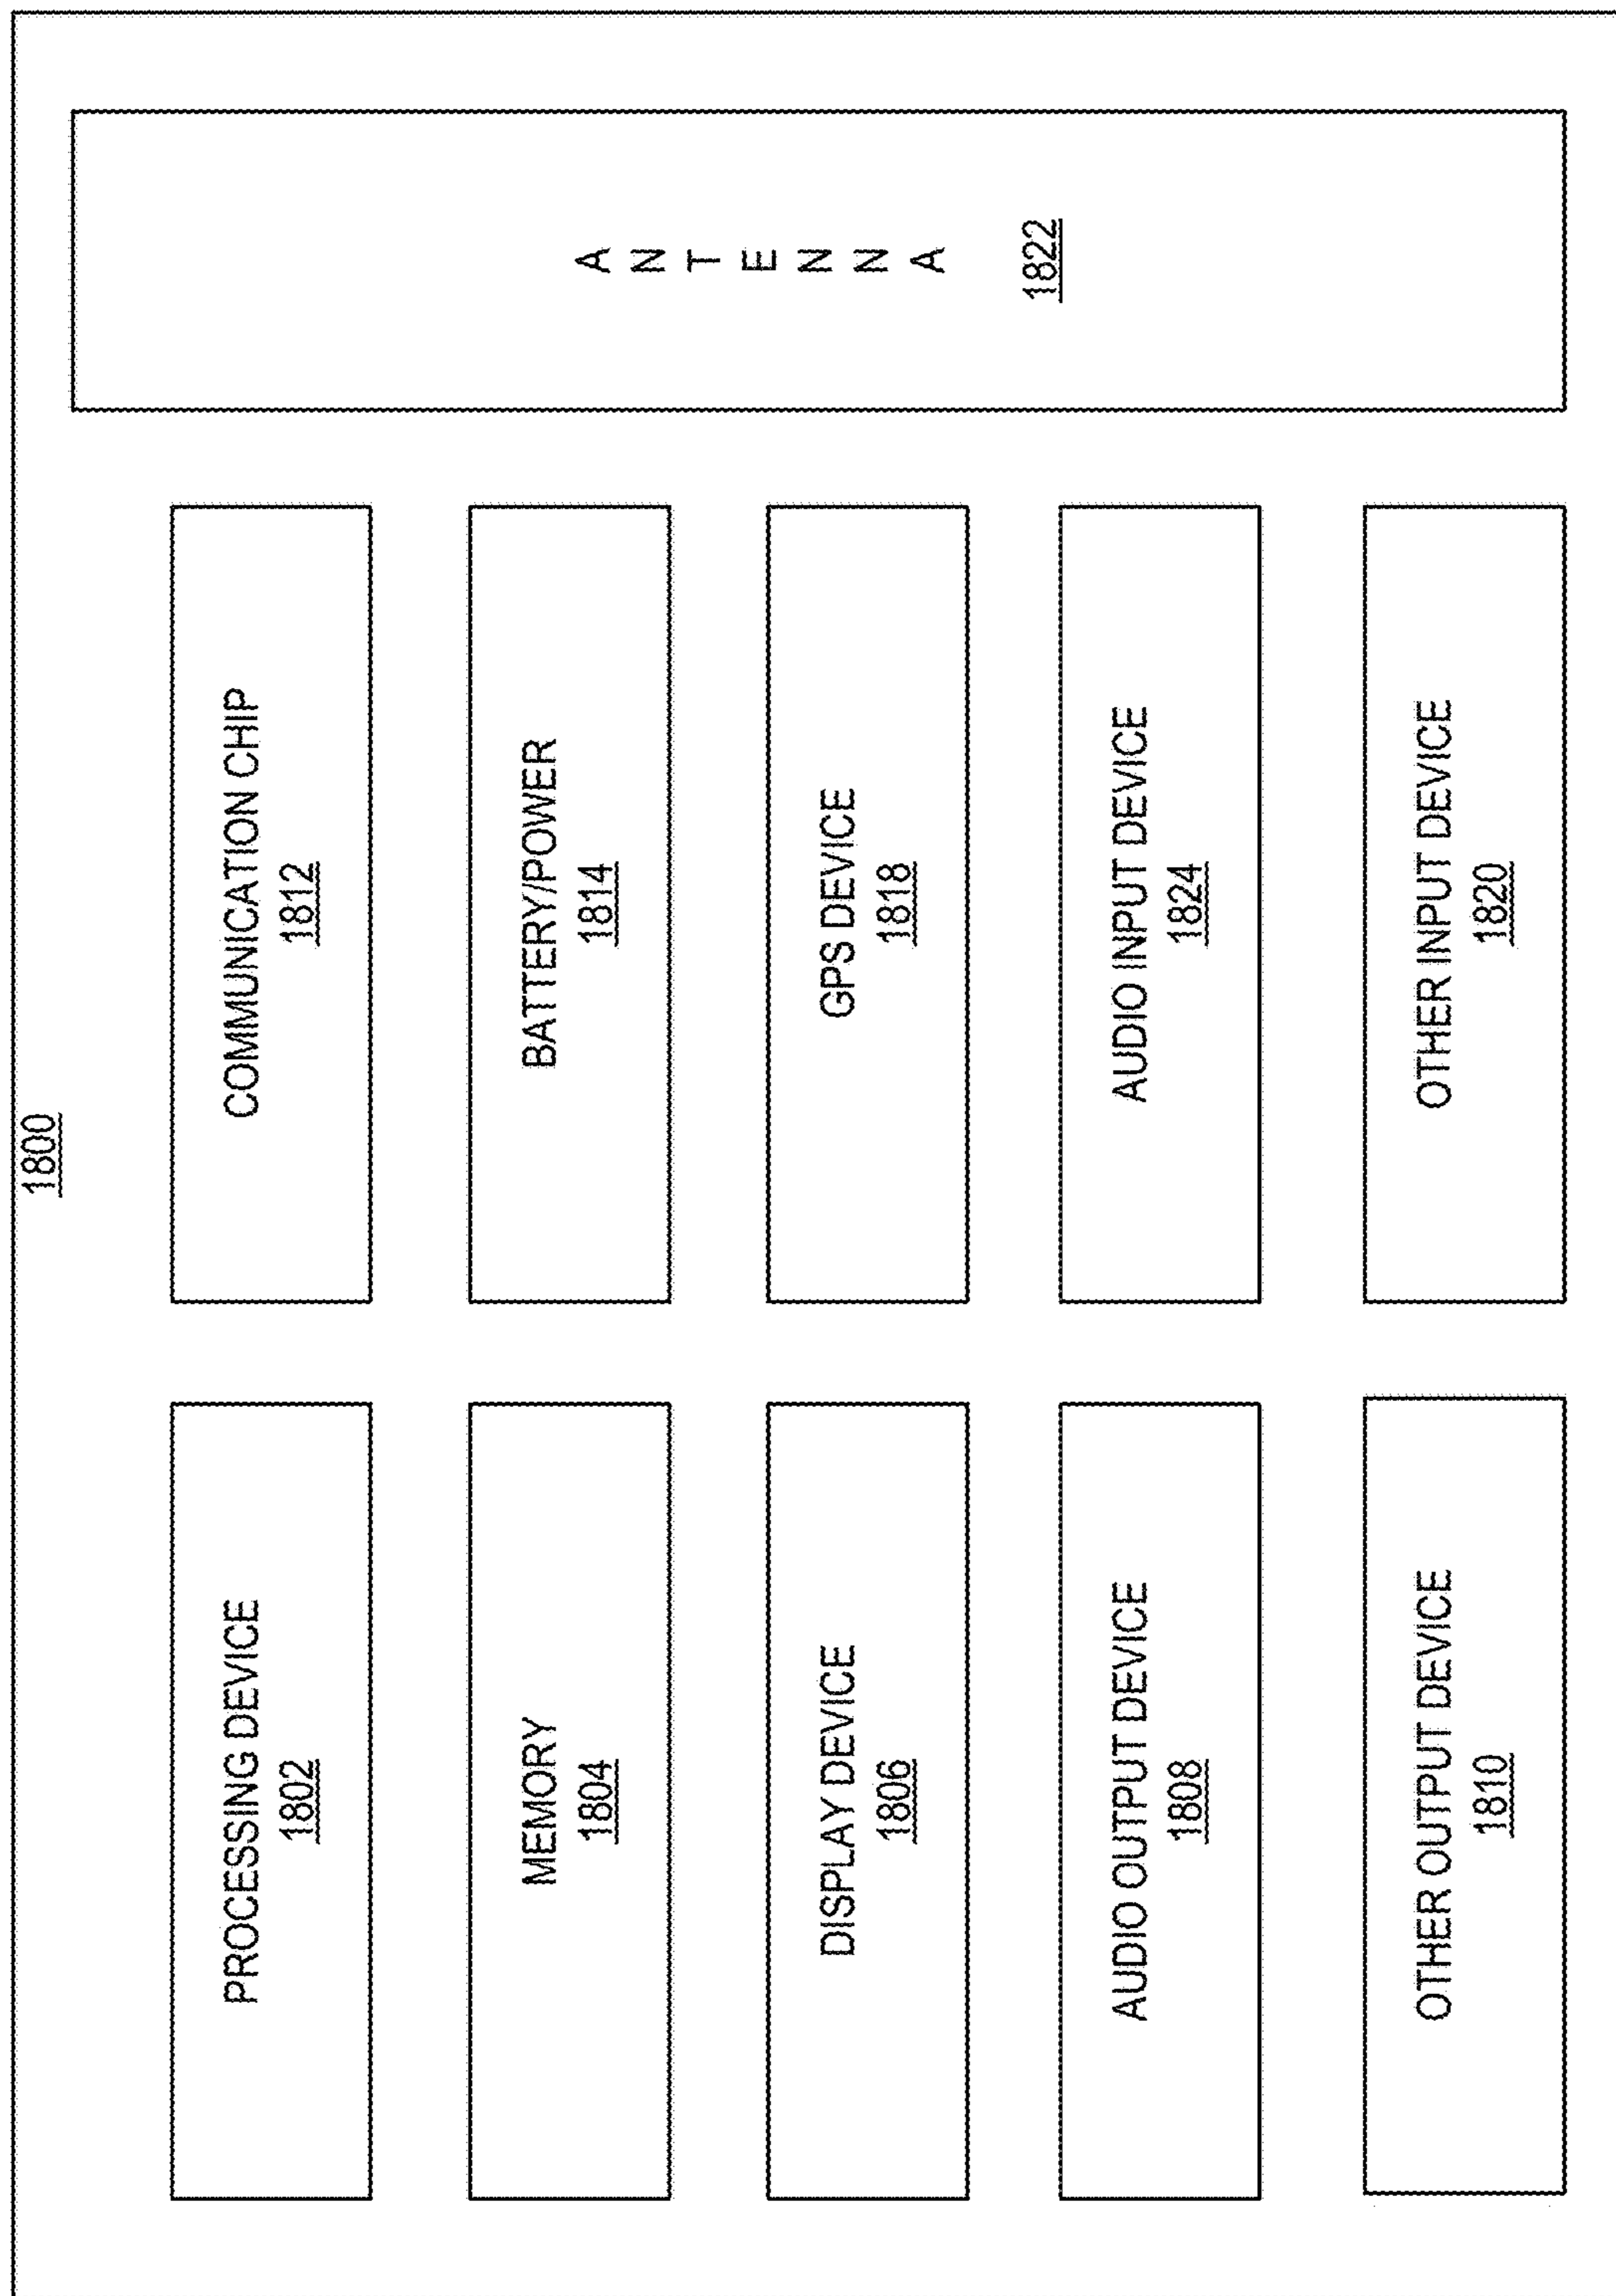 1800
PROCESSING DEVICE
1802
COMMUNICATION CHIP
1812
MEMORY
1804
BATTERY/POWER
1814
DISPLAY DEVICE
1806
GPS DEVICE
1818
AUDIO OUTPUT DEVICE
1808
AUDIO INPUT DEVICE
1824
OTHER OUTPUT DEVICE
1810
OTHER INPUT DEVICE
1820
A
N
T
E
N
N
A
1822